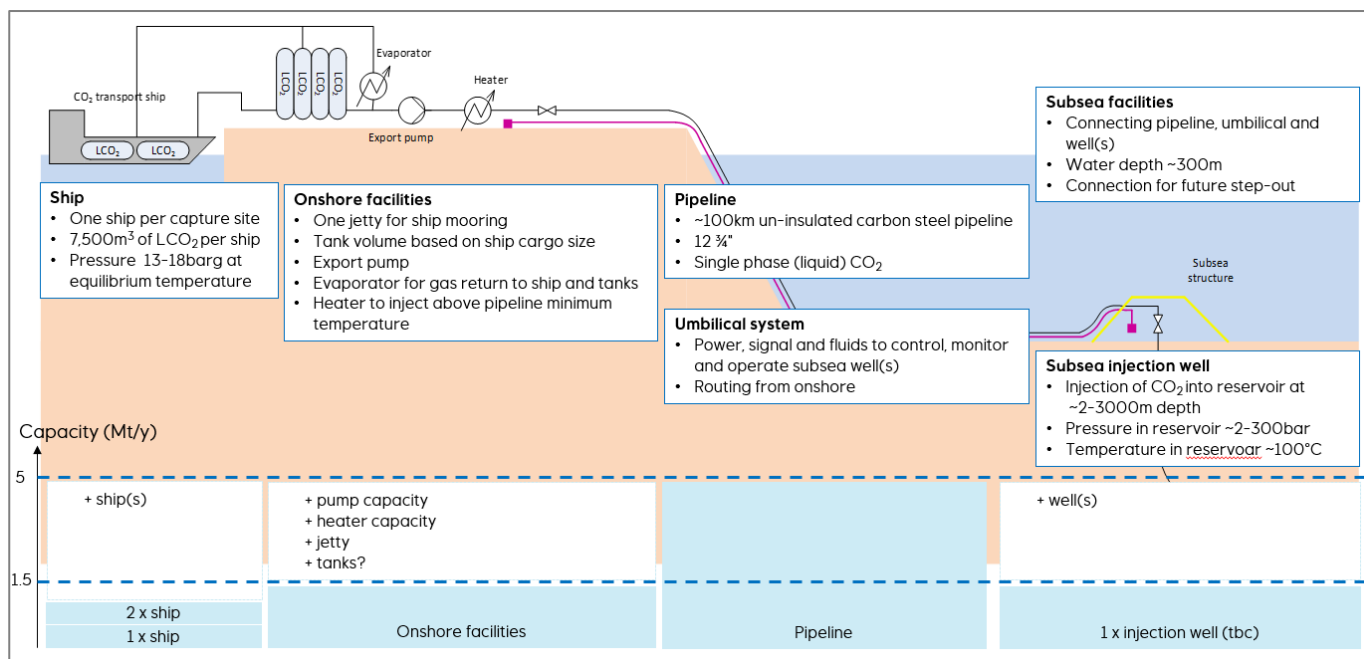 CO₂ transport ship
LCO₂
LCO₂
LCO₂
LCO₂
LCO₂
LCO₂
Evaporator
Export pump
Heater
Ship
• One ship per capture site
• 7,500m³ of LCO₂ per ship
• Pressure 13-18barg at
equilibrium temperature
Onshore facilities
• One jetty for ship mooring
• Tank volume based on ship cargo size
• Export pump
• Evaporator for gas return to ship and tanks
• Heater to inject above pipeline minimum
temperature
Pipeline
• ~100km un-insulated carbon steel pipeline
• 12 ¾"
• Single phase (liquid) CO₂
Umbilical system
• Power, signal and fluids to control, monitor
and operate subsea well(s)
• Routing from onshore
Subsea facilities
• Connecting pipeline, umbilical and
well(s)
• Water depth ~300m
• Connection for future step-out
Subsea
structure
Subsea injection well
• Injection of CO₂ into reservoir at
~2-3000m depth
• Pressure in reservoir ~2-300bar
• Temperature in reservoar ~100°C
Capacity (Mt/y)
5
1.5
+ ship(s)
2 x ship
1 x ship
+ pump capacity
+ heater capacity
+ jetty
+ tanks?
Onshore facilities
Pipeline
+ well(s)
1 x injection well (tbc)